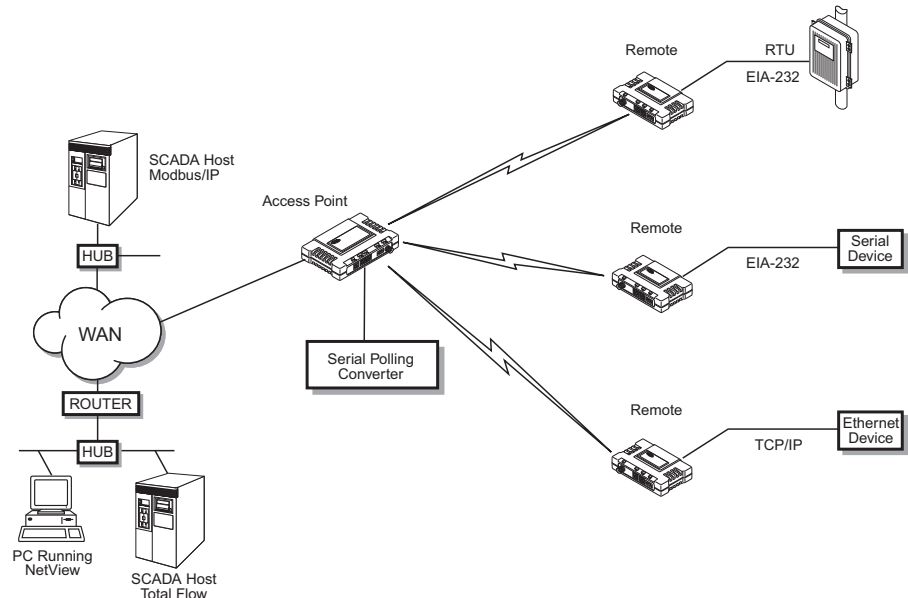 Remote
RTU
EIA-232
SCADA Host
Modbus/IP
Access Point
Remote
HUB
EIA-232
Serial
Device
WAN
Serial Polling
Converter
ROUTER
Remote
Ethernet
Device
HUB
TCP/IP
PC Running
NetView
SCADA Host
Total Flow